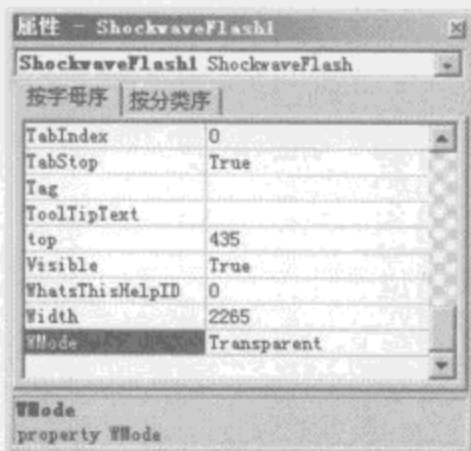 属性 - ShockwaveFlash1
ShockwaveFlash1 ShockwaveFlash
按字母序 按分类序
TabIndex 0
TabStop True
Tag
ToolTipText
top 435
Visible True
WhatsThisHelpID 0
Width 2265
WMode Transparent
WMode
property WMode